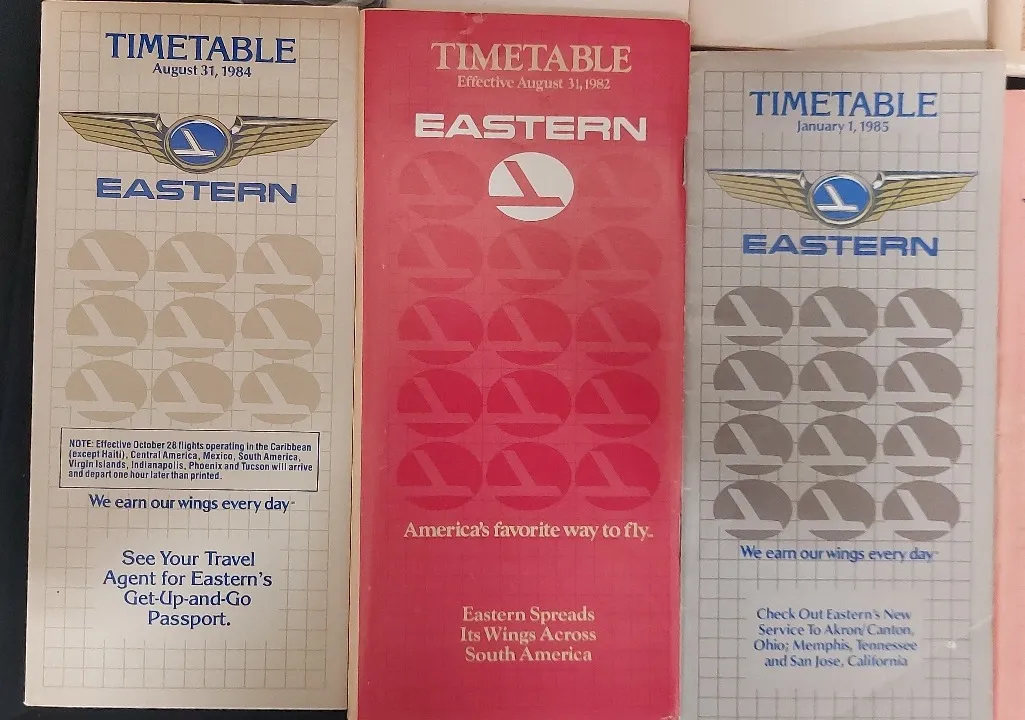 TIMETABLE
August 31, 1984
EASTERN
NOTE: Effective October 28 flights operating in the Caribbean
(except Haiti), Central America, Mexico, South America,
Virgin Islands, Indianapolis, Phoenix and Tucson will arrive
and depart one hour later than printed.
We earn our wings every day
See Your Travel
Agent for Eastern's
Get-Up-and-Go
Passport.
TIMETABLE
Effective August 31, 1982
EASTERN
America's favorite way to fly.
Eastern Spreads
Its Wings Across
South America
TIMETABLE
January 1, 1985
EASTERN
We earn our wings every day
Check Out Eastern's New
Service To Akron/Canton,
Ohio; Memphis, Tennessee
and San Jose, California